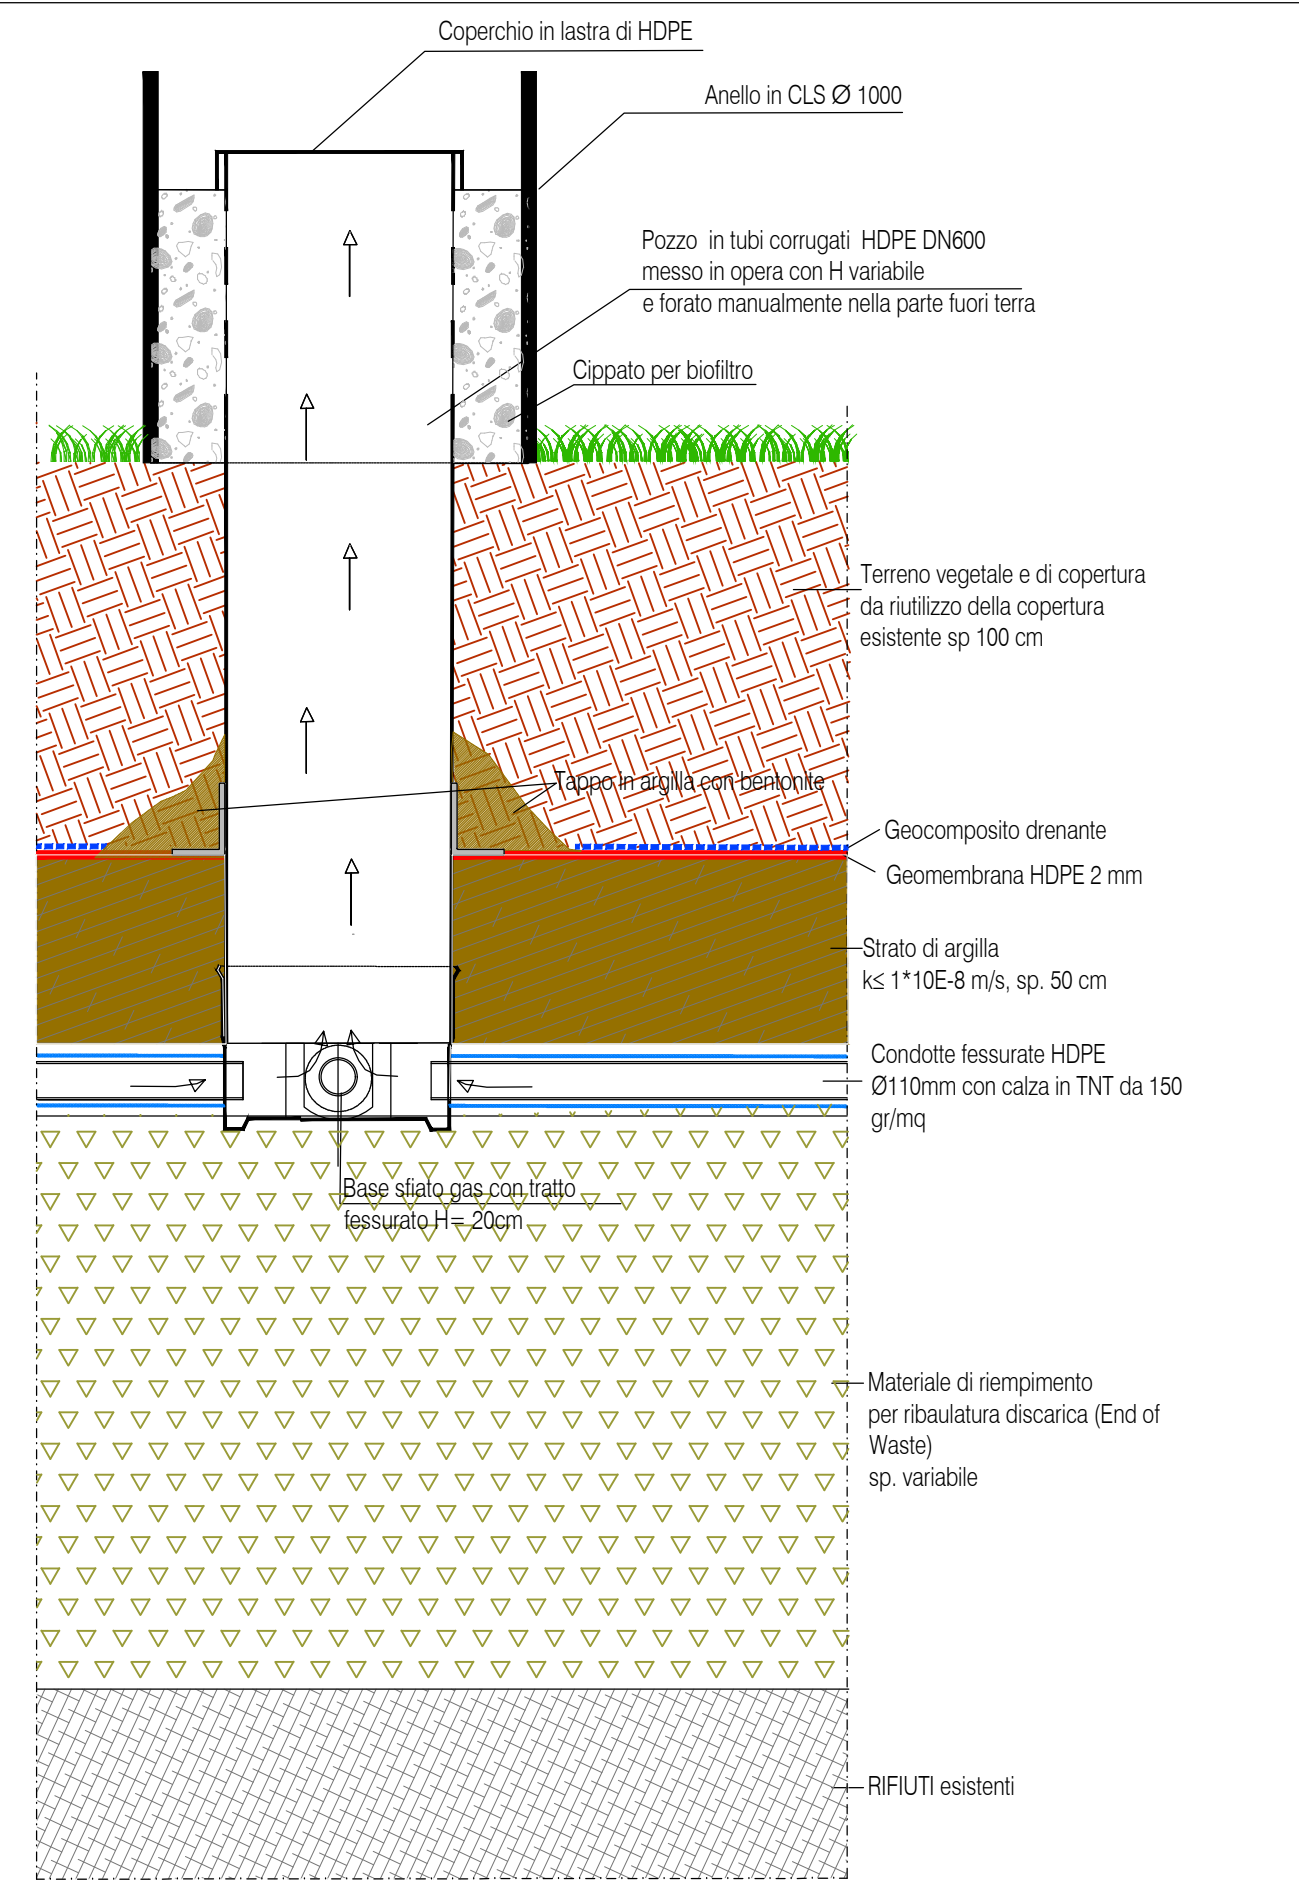 Coperchio in lastra di HDPE
Anello in CLS Ø 1000
Pozzo in tubi corrugati HDPE DN600
messo in opera con H variabile
e forato manualmente nella parte fuori terra
Cippato per biofiltro
Terreno vegetale e di copertura
da riutilizzo della copertura
esistente sp 100 cm
Tappo in argilla con bentonite
Geocomposito drenante
Geomembrana HDPE 2 mm
Strato di argilla
k≤ 1*10E-8 m/s, sp. 50 cm
Condotte fessurate HDPE
Ø110mm con calza in TNT da 150
gr/mq
Base sfiato gas con tratto
fessurato H= 20cm
Materiale di riempimento
per ribaulatura discarica (End of
Waste)
sp. variabile
RIFIUTI esistenti